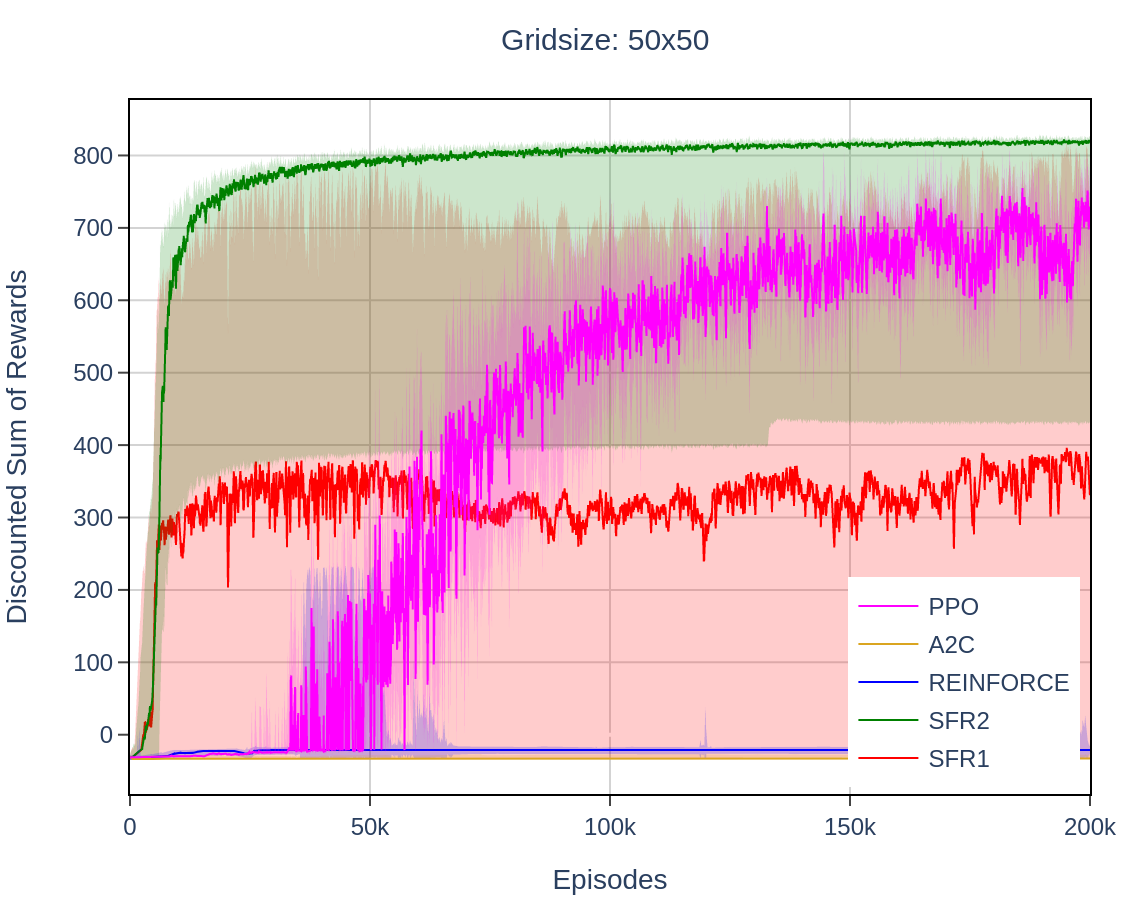 Gridsize: 50x50
Discounted Sum of Rewards
800
700
600
500
400
300
200
100
0
PPO
A2C
REINFORCE
SFR2
SFR1
0
50k
100k
150k
200k
Episodes